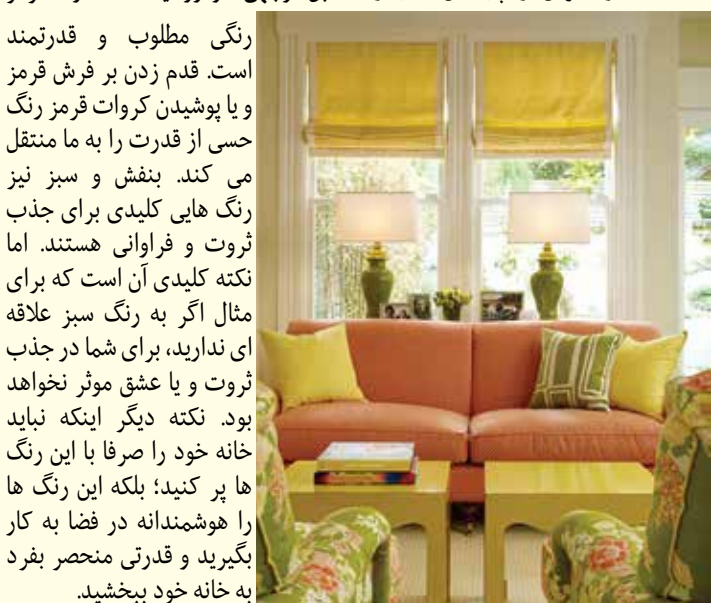 رنگی مطلوب و قدرتمند
است. قدم زدن بر فرش قرمز
و یا پوشیدن کروات قرمز رنگ
حسی از قدرت را به ما منتقل
می کند. بنفش و سبز نیز
رنگ هایی کلیدی برای جذب
ثروت و فراوانی هستند. اما
نکته کلیدی آن است که برای
مثال اگر به رنگ سبز علاقه
ای ندارید، برای شما در جذب
ثروت و یا عشق موثر نخواهد
بود. نکته دیگر اینکه نباید
خانه خود را صرفا با این رنگ
ها پر کنید؛ بلکه این رنگ ها
را هوشمندانه در فضا به کار
بگیرید و قدرتی منحصر بفرد
به خانه خود ببخشید.